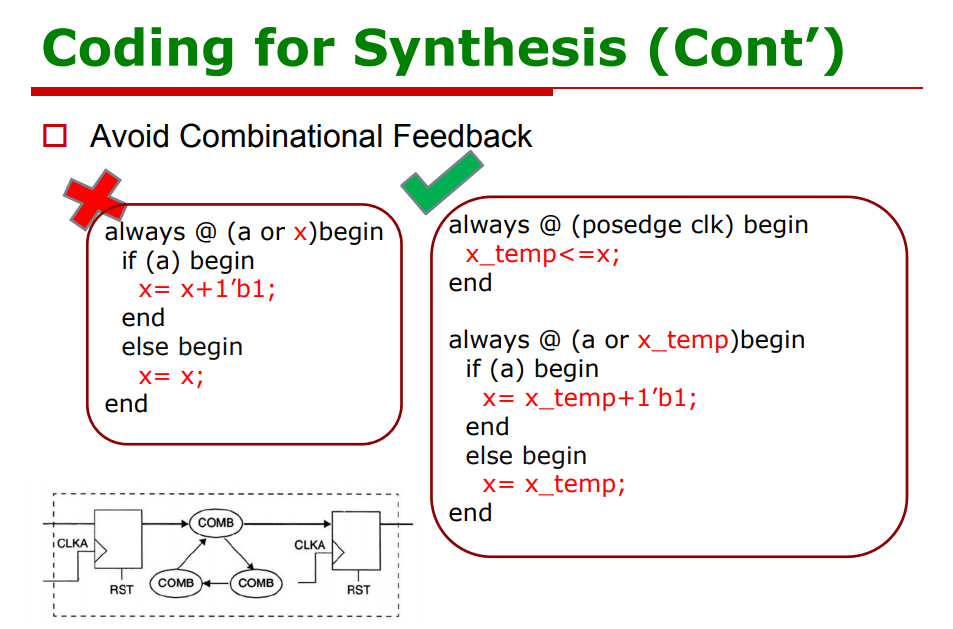 Coding for Synthesis (Cont’)
Avoid Combinational Feedback
always @ (a or x)begin
if (a) begin
x= x+1’b1;
end
else begin
x= x;
end
always @ (posedge clk) begin
x_temp<=x;
end
always @ (a or x_temp)begin
if (a) begin
x= x_temp+1’b1;
end
else begin
x= x_temp;
end
CLKA
RST
COMB
COMB
COMB
CLKA
RST